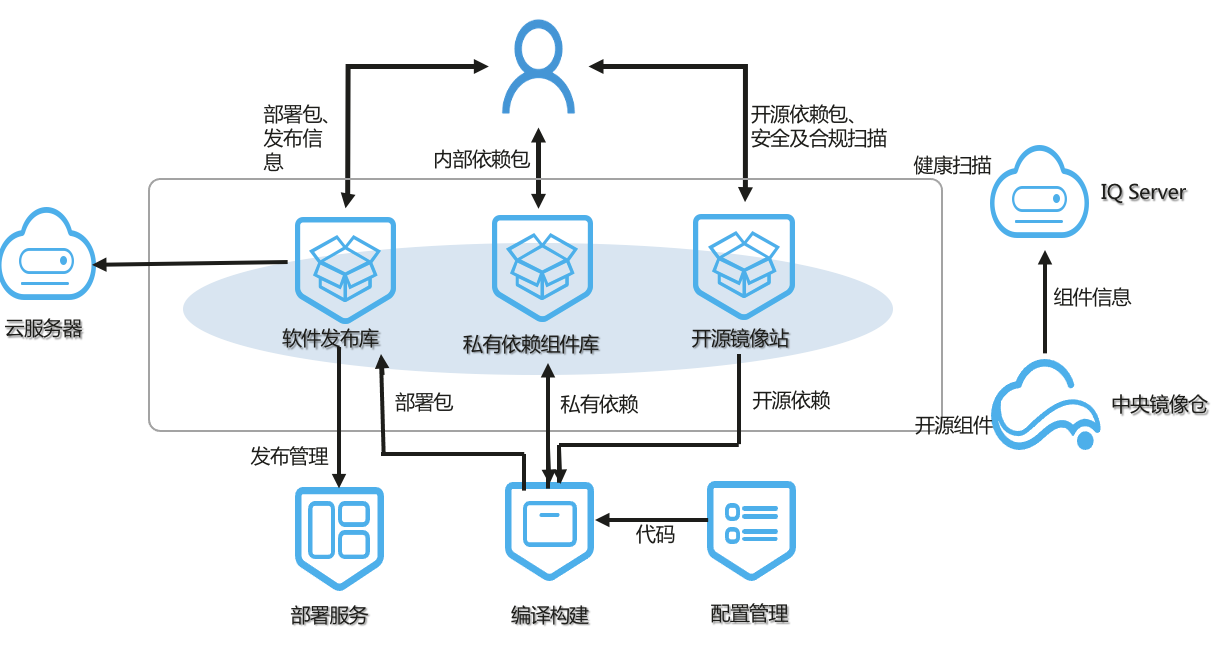 部署包、
发布信
息
内部依赖包
开源依赖包、
安全及合规扫描
健康扫描
IQ Server
云服务器
组件信息
软件发布库
私有依赖组件库
开源镜像站
部署包
私有依赖
开源依赖
开源组件
中央镜像仓
发布管理
代码
部署服务
编译构建
配置管理